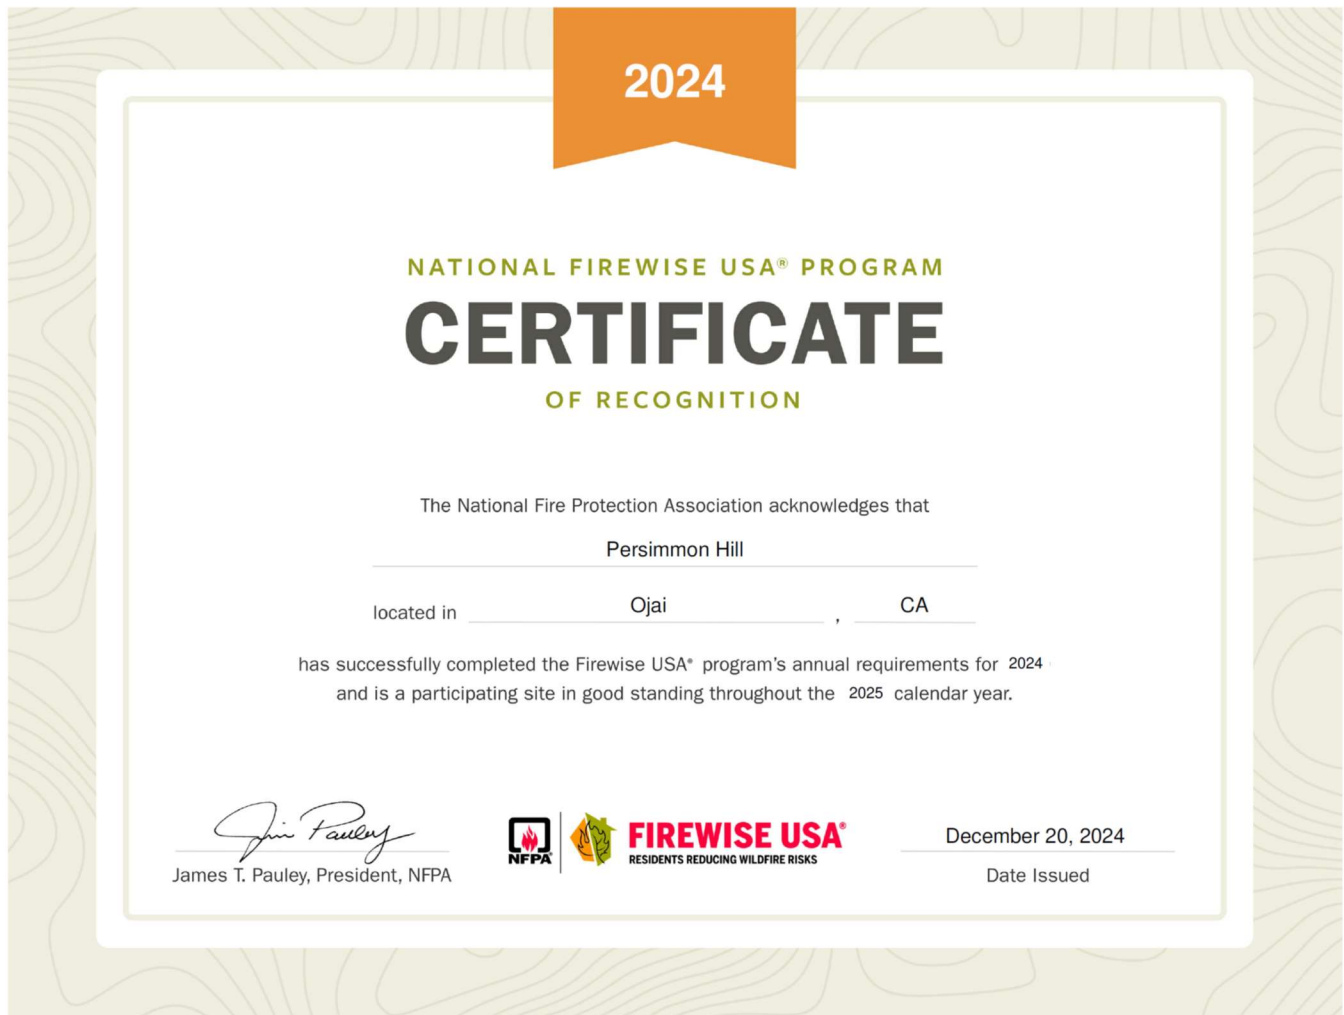 2024
NATIONAL FIREWISE USA® PROGRAM
CERTIFICATE
OF RECOGNITION
The National Fire Protection Association acknowledges that
Persimmon Hill
located in Ojai , CA
has successfully completed the Firewise USA® program's annual requirements for 2024
and is a participating site in good standing throughout the 2025 calendar year.
Jim Pauley
James T. Pauley, President, NFPA
NFPA®
FIREWISE USA®
RESIDENTS REDUCING WILDFIRE RISKS
December 20, 2024
Date Issued